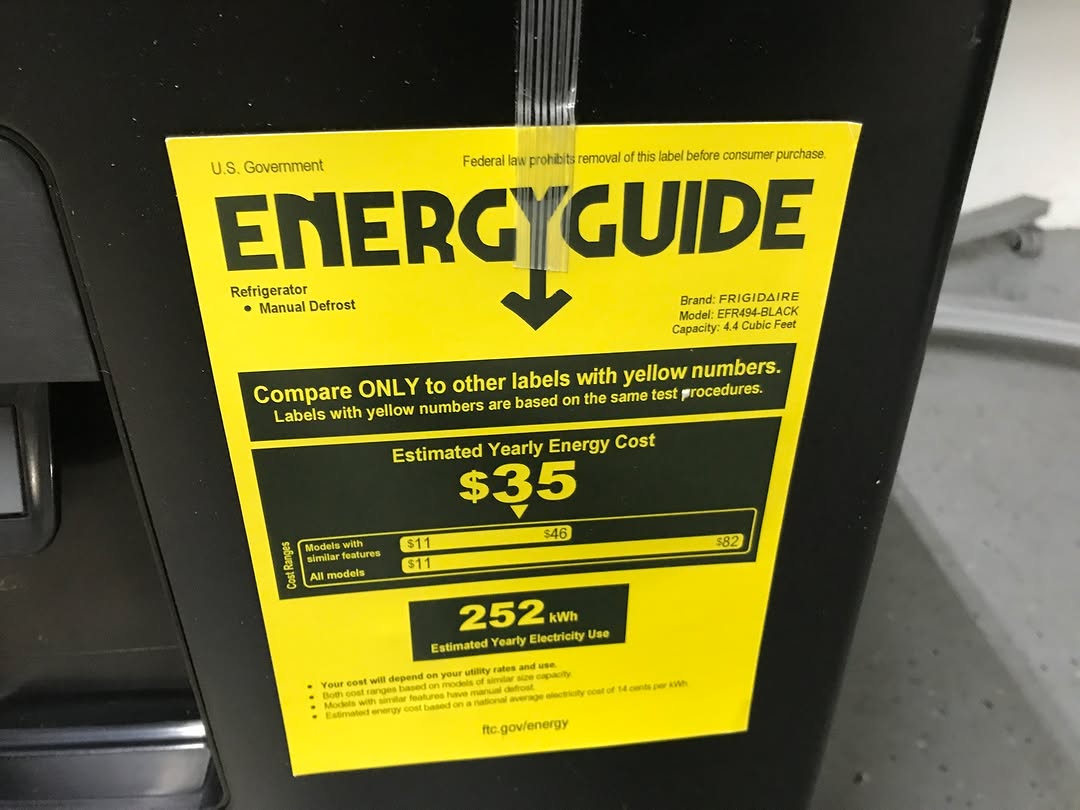 U.S. Government
Federal law prohibits removal of this label before consumer purchase.
ENERGYGUIDE
Refrigerator
• Manual Defrost
Brand: FRIGIDAIRE
Model: EFR494-BLACK
Capacity: 4.4 Cubic Feet
Compare ONLY to other labels with yellow numbers.
Labels with yellow numbers are based on the same test procedures.
Estimated Yearly Energy Cost
$35
Cost Ranges
Models with
similar features
$11
$46
All models
$11
$82
252 kWh
Estimated Yearly Electricity Use
• Your cost will depend on your utility rates and use.
• Both cost ranges based on models of similar size capacity.
• Models with similar features have manual defrost.
• Estimated energy cost based on a national average electricity cost of 14 cents per kWh.
ftc.gov/energy